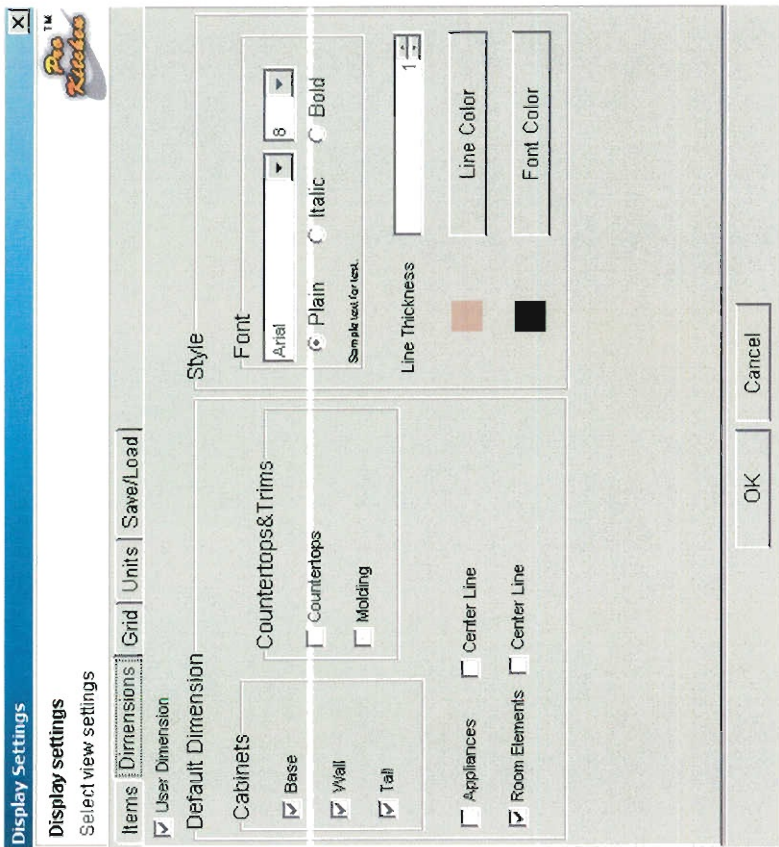 Display Settings
Pro Kitchen™
Display settings
Select view settings
Items Dimensions Grid Units Save/Load
User Dimension
Default Dimension
Cabinets
Base
Wall
Tall
Countertops&Trims
Countertops
Molding
Appliances Center Line
Room Elements Center Line
Style
Font
Arial 8
Plain Italic Bold
Sample text for test.
Line Thickness 1
Line Color
Font Color
OK Cancel